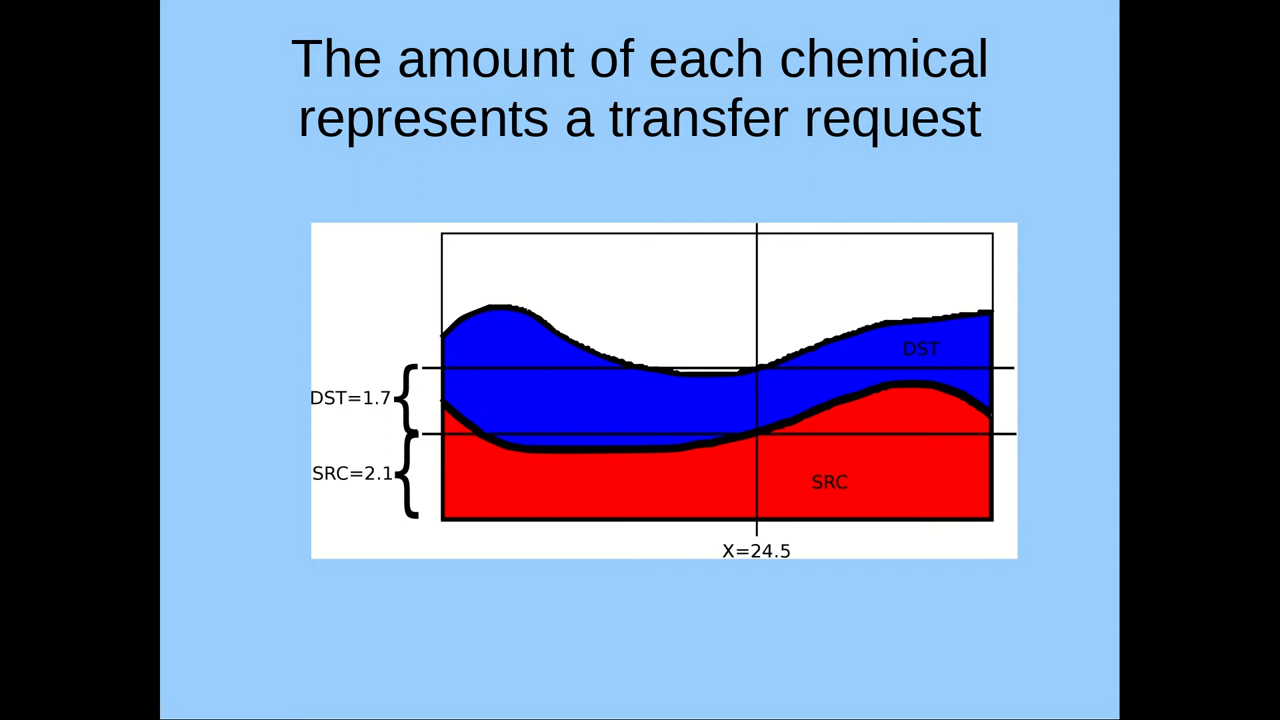 The amount of each chemical
represents a transfer request
DST
DST=1.7
SRC=2.1
SRC
X=24.5